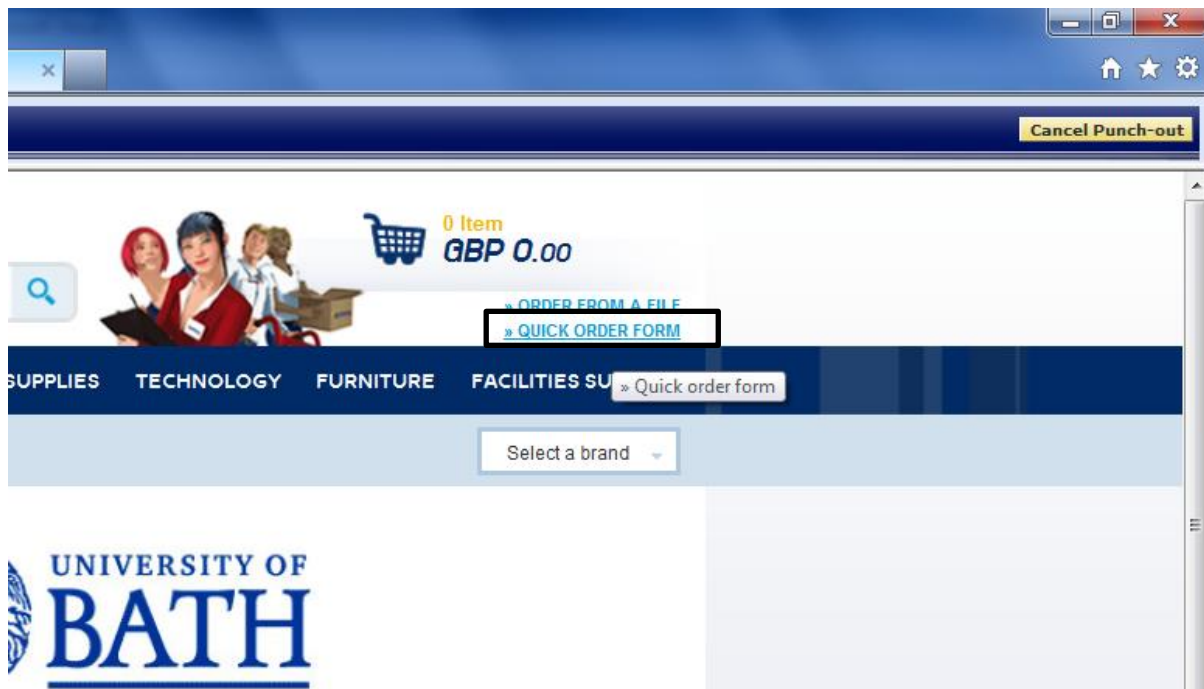 Cancel Punch-out
0 Item
GBP 0.00
» ORDER FROM A FILE
» QUICK ORDER FORM
SUPPLIES TECHNOLOGY FURNITURE FACILITIES SU
» Quick order form
Select a brand
UNIVERSITY OF
BATH